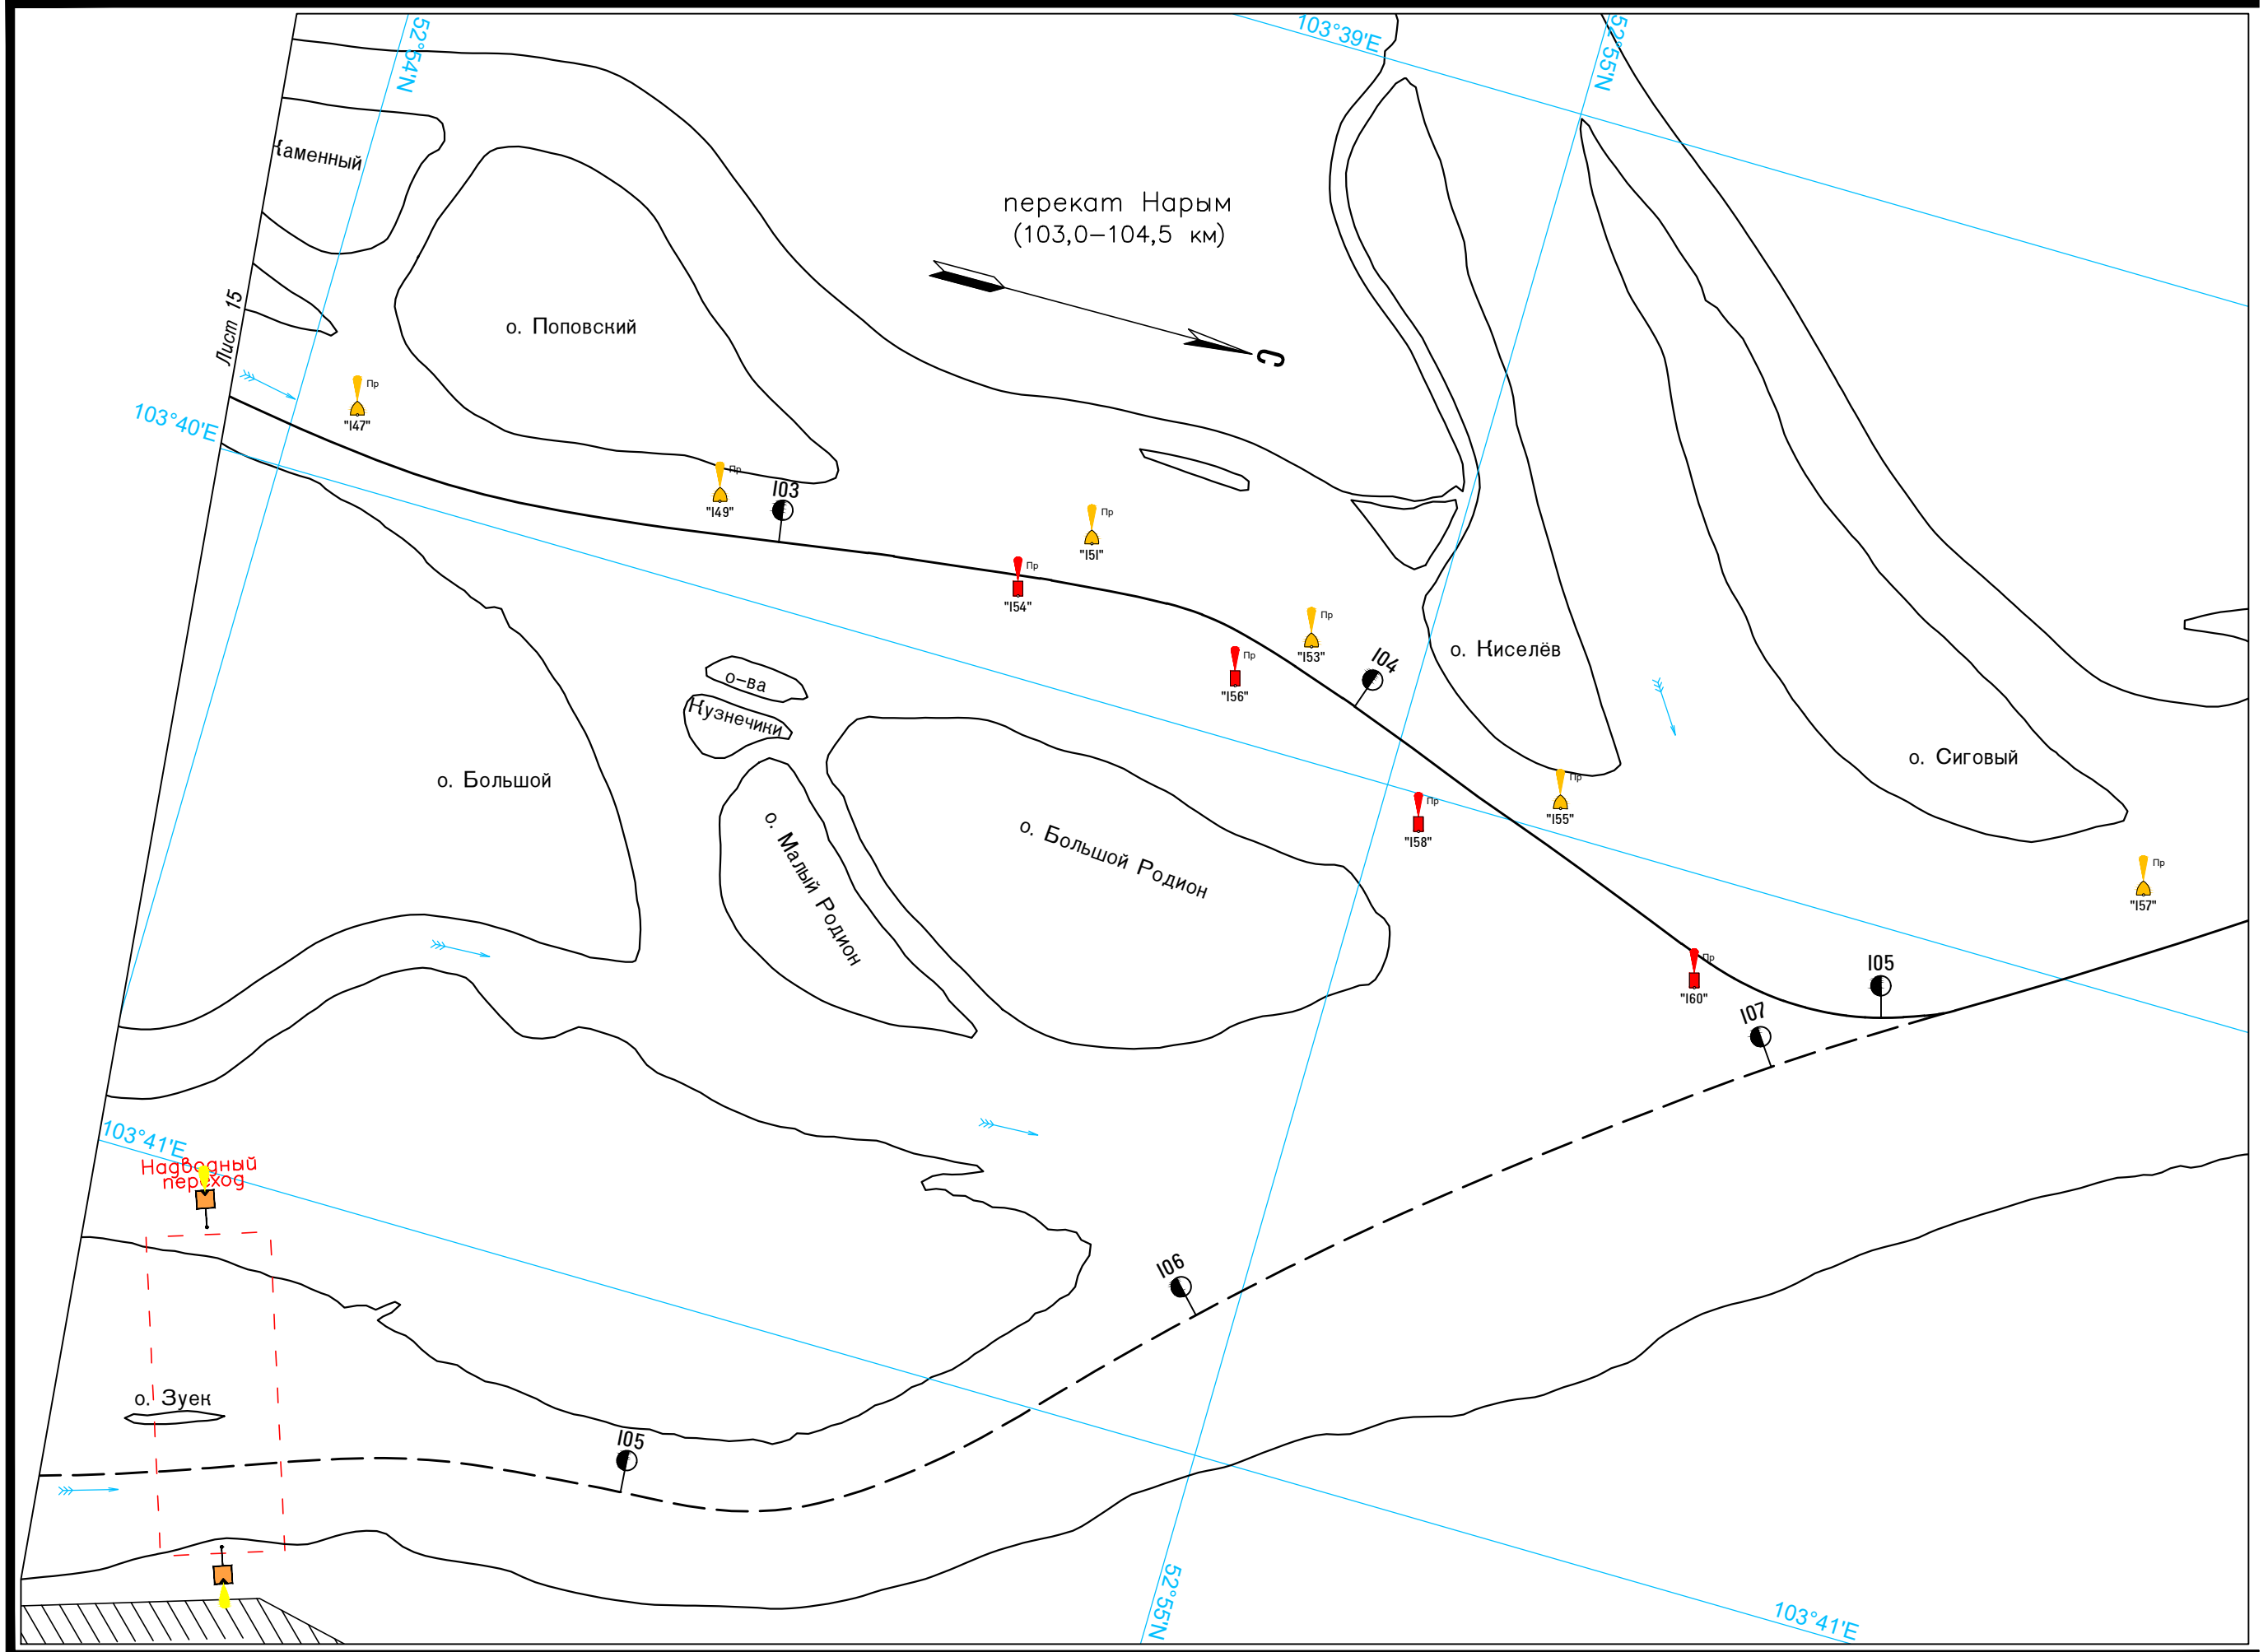 52°54'N
103°39'E
52°55'N
Каменный
перекат Нарым
(103,0–104,5 км)
Лист 15
о. Поповский
С
Пр
"147"
103°40'E
Пр
"149"
103
Пр
"151"
Пр
"154"
Пр
"153"
Пр
"156"
104
о. Киселёв
о-ва
Кузнечики
о. Большой
о. Сиговый
Пр
"155"
Пр
"158"
о. Малый Родион
о. Большой Родион
Пр
"157"
Пр
"160"
105
107
103°41'E
Надводный
переход
106
о. Зуек
105
52°55'N
103°41'E